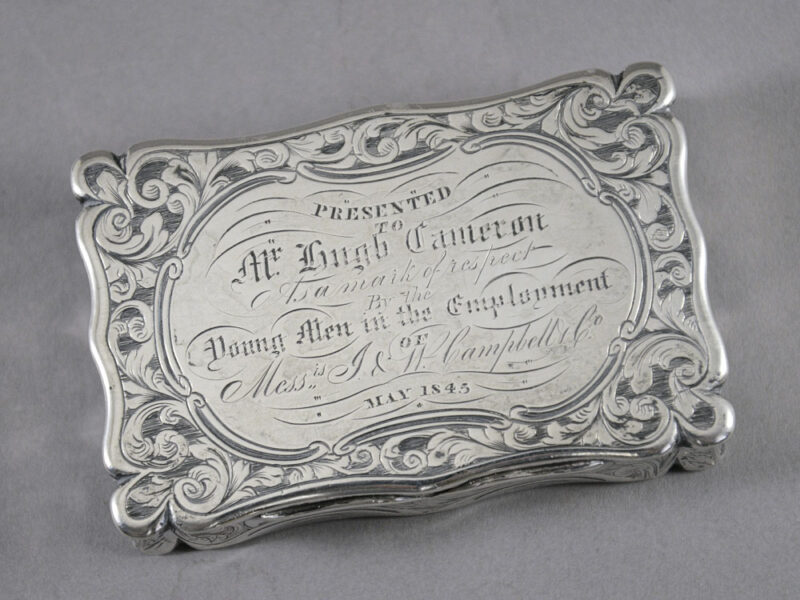 PRESENTED
TO
Mr. Hugh Cameron
As a mark of respect
By the
Young Men in the Employment
OF
Messrs. J. & W. Campbell & Co.
MAY 1845